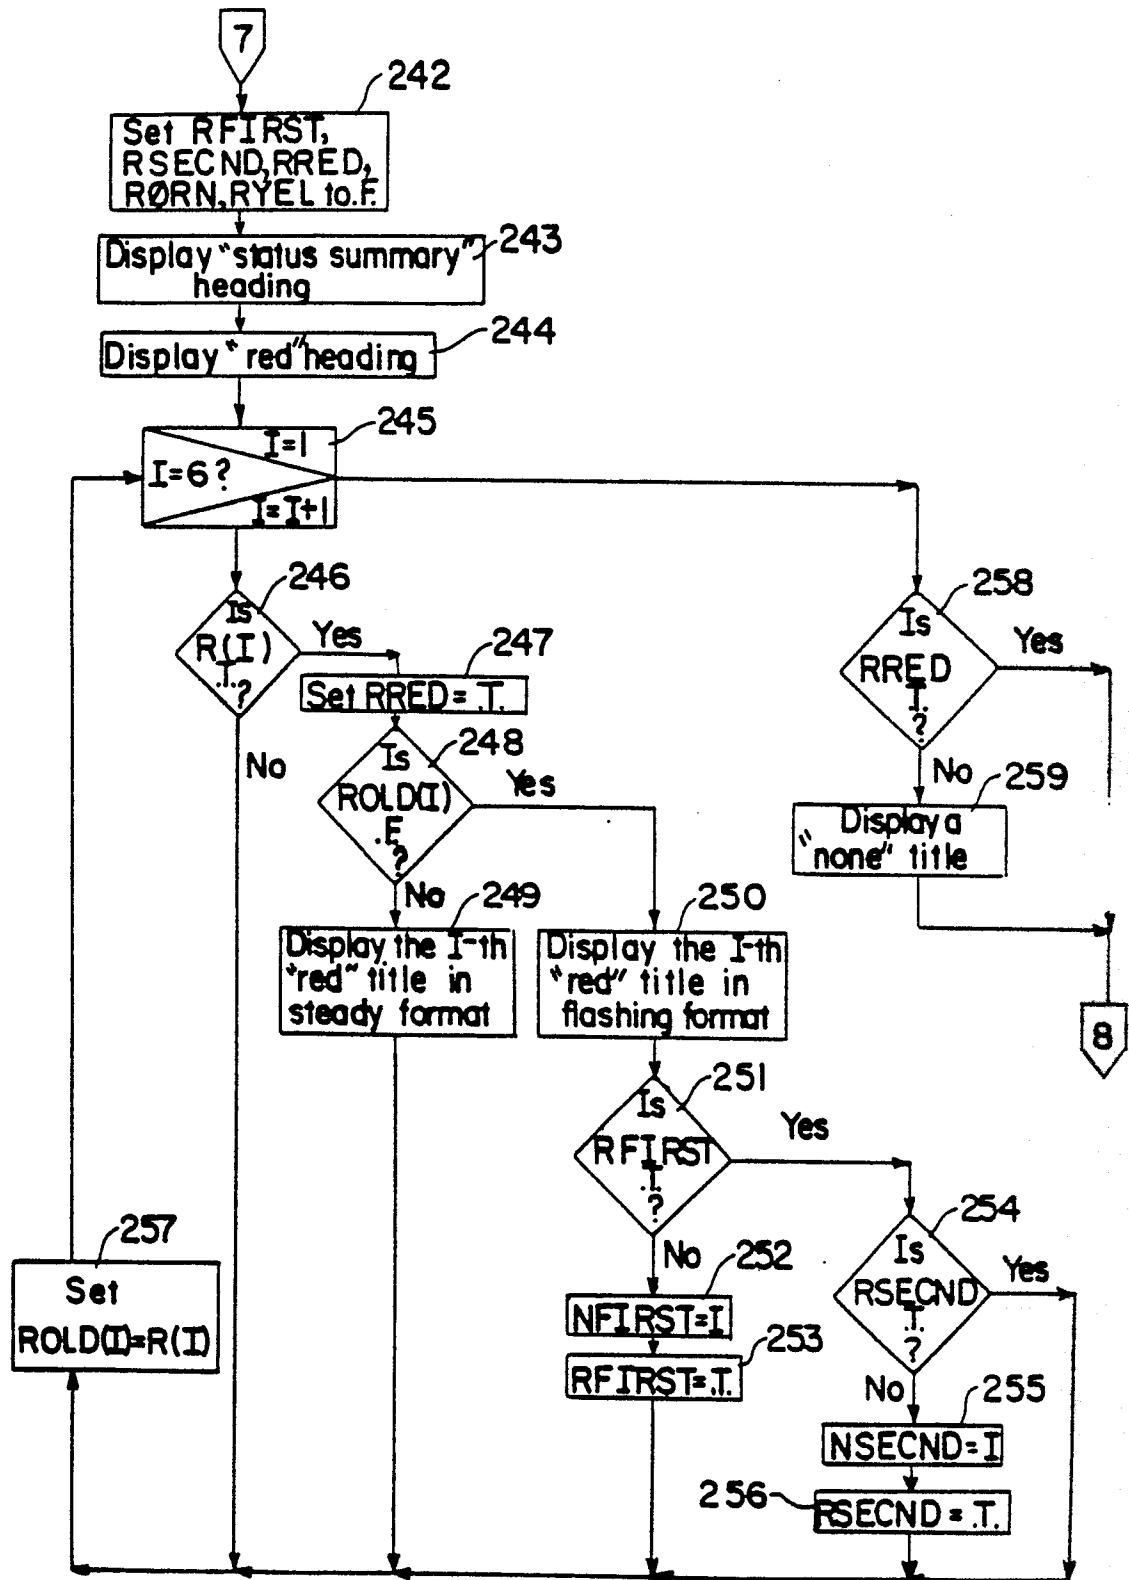 7
242
Set RFIRST,
RSECND,RRED,
RØRN,RYEL to.F.
243
Display "status summary"
heading
244
Display "red" heading
245
I=1
I=6?
I=I+1
246
Is
R(I)
.T.
?
Yes
No
247
Set RRED=.T.
248
Is
ROLD(I)
.F.
?
Yes
No
249
Display the I-th
"red" title in
steady format
250
Display the I-th
"red" title in
flashing format
251
Is
RFIRST
.T.
?
Yes
No
252
NFIRST=I
253
RFIRST=.T.
254
Is
RSECND
.T.
?
Yes
No
255
NSECND=I
256
RSECND=.T.
257
Set
ROLD(I)=R(I)
258
Is
RRED
.T.
?
Yes
No
259
Display a
"none" title
8